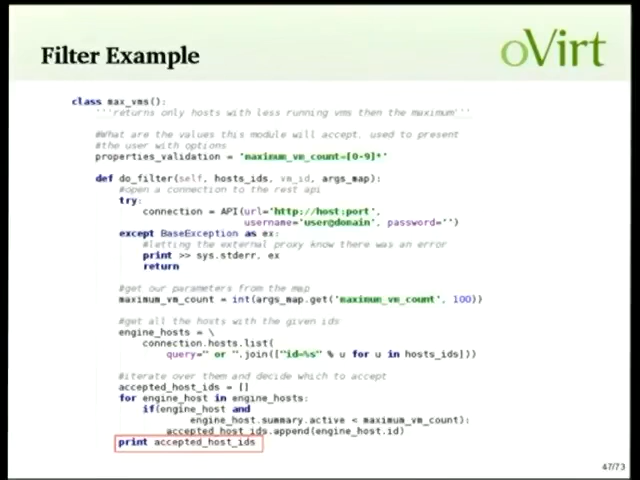 Filter Example
oVirt
class max_vms():
'''returns only hosts with less running vms then the maximum'''
#What are the values this module will accept, used to present
#the user with options
properties_validation = 'maximum_vm_count=[0-9]*'
def do_filter(self, hosts_ids, vm_id, args_map):
#open a connection to the rest api
try:
connection = API(url='http://host:port',
username='user@domain', password='')
except BaseException as ex:
#letting the external proxy know there was an error
print >> sys.stderr, ex
return
#get our parameters from the map
maximum_vm_count = int(args_map.get('maximum_vm_count', 100))
#get all the hosts with the given ids
engine_hosts = \
connection.hosts.list(
query=" or ".join(["id=%s" % u for u in hosts_ids]))
#iterate over them and decide which to accept
accepted_host_ids = []
for engine_host in engine_hosts:
if(engine_host and
engine_host.summary.active < maximum_vm_count):
accepted_host_ids.append(engine_host.id)
print accepted_host_ids
47/73